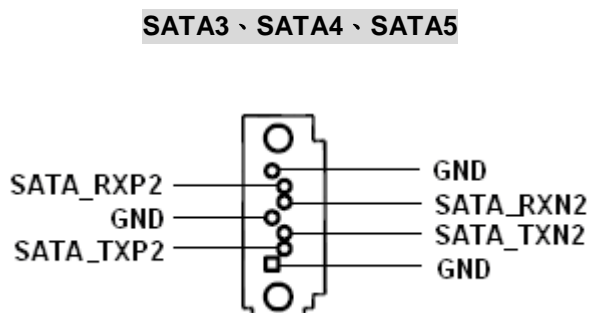 SATA3、SATA4、SATA5
GND
SATA_RXP2
SATA_RXN2
GND
SATA_TXN2
SATA_TXP2
GND